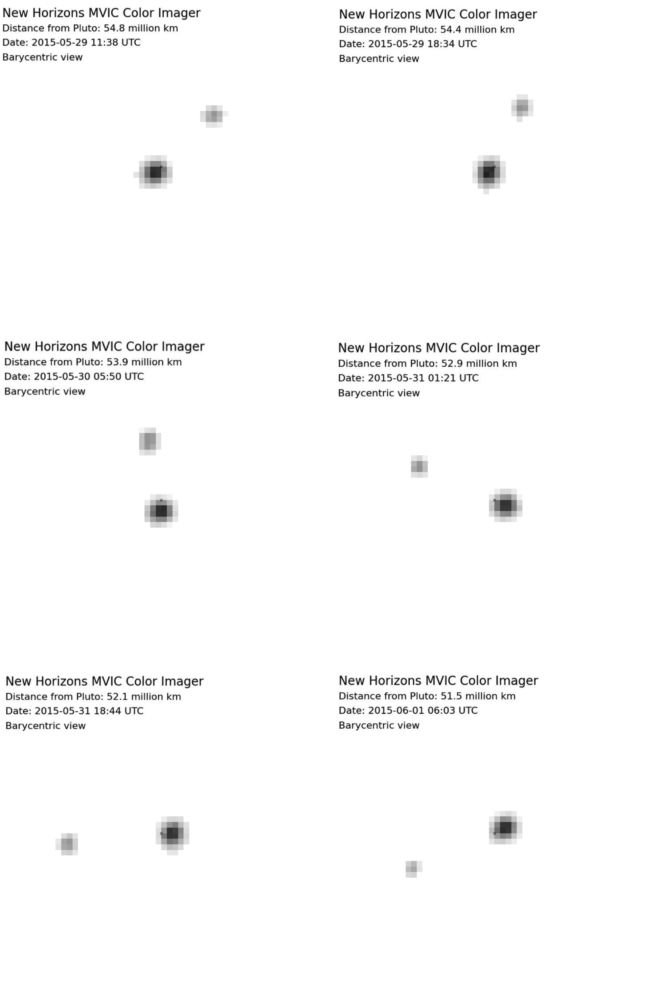 New Horizons MVIC Color Imager
Distance from Pluto: 54.8 million km
Date: 2015-05-29 11:38 UTC
Barycentric view
New Horizons MVIC Color Imager
Distance from Pluto: 54.4 million km
Date: 2015-05-29 18:34 UTC
Barycentric view
New Horizons MVIC Color Imager
Distance from Pluto: 53.9 million km
Date: 2015-05-30 05:50 UTC
Barycentric view
New Horizons MVIC Color Imager
Distance from Pluto: 52.9 million km
Date: 2015-05-31 01:21 UTC
Barycentric view
New Horizons MVIC Color Imager
Distance from Pluto: 52.1 million km
Date: 2015-05-31 18:44 UTC
Barycentric view
New Horizons MVIC Color Imager
Distance from Pluto: 51.5 million km
Date: 2015-06-01 06:03 UTC
Barycentric view